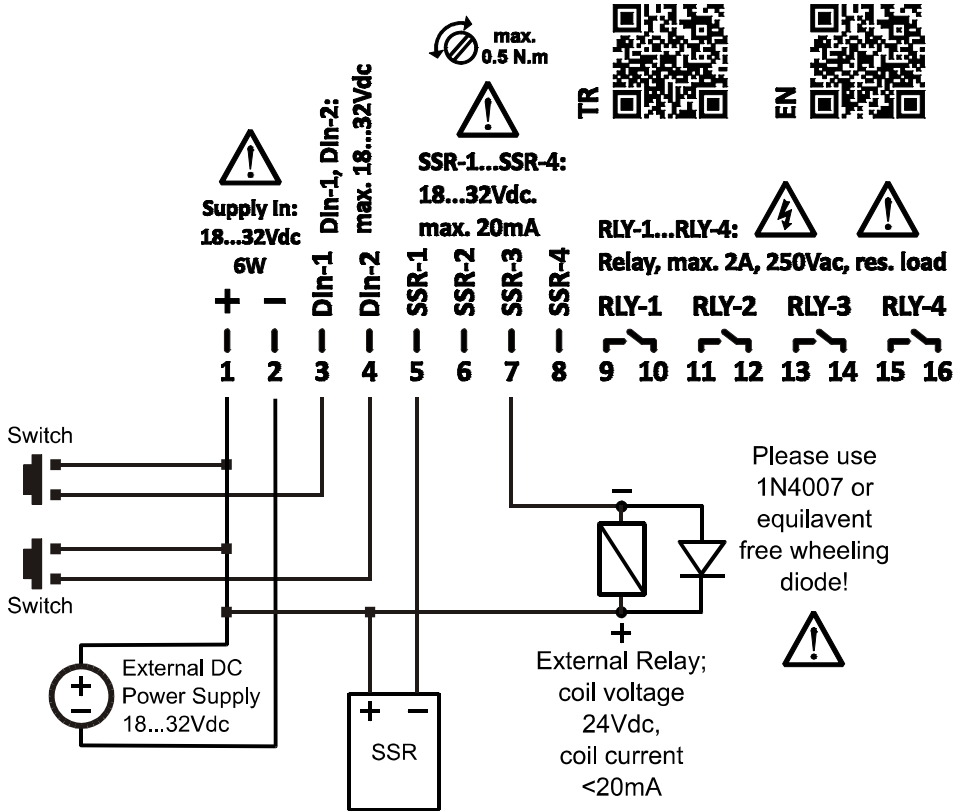 max.
0.5 N.m
TR
EN
Supply In:
18...32Vdc
6W
DIn-1, DIn-2:
max. 18...32Vdc
SSR-1...SSR-4:
18...32Vdc.
max. 20mA
RLY-1...RLY-4:
Relay, max. 2A, 250Vac, res. load
+ − DIn-1 DIn-2 SSR-1 SSR-2 SSR-3 SSR-4 RLY-1 RLY-2 RLY-3 RLY-4
1 2 3 4 5 6 7 8 9 10 11 12 13 14 15 16
Switch
Switch
External DC
Power Supply
18...32Vdc
+
−
+ −
SSR
−
+
External Relay;
coil voltage
24Vdc,
coil current
<20mA
Please use
1N4007 or
equilavent
free wheeling
diode!